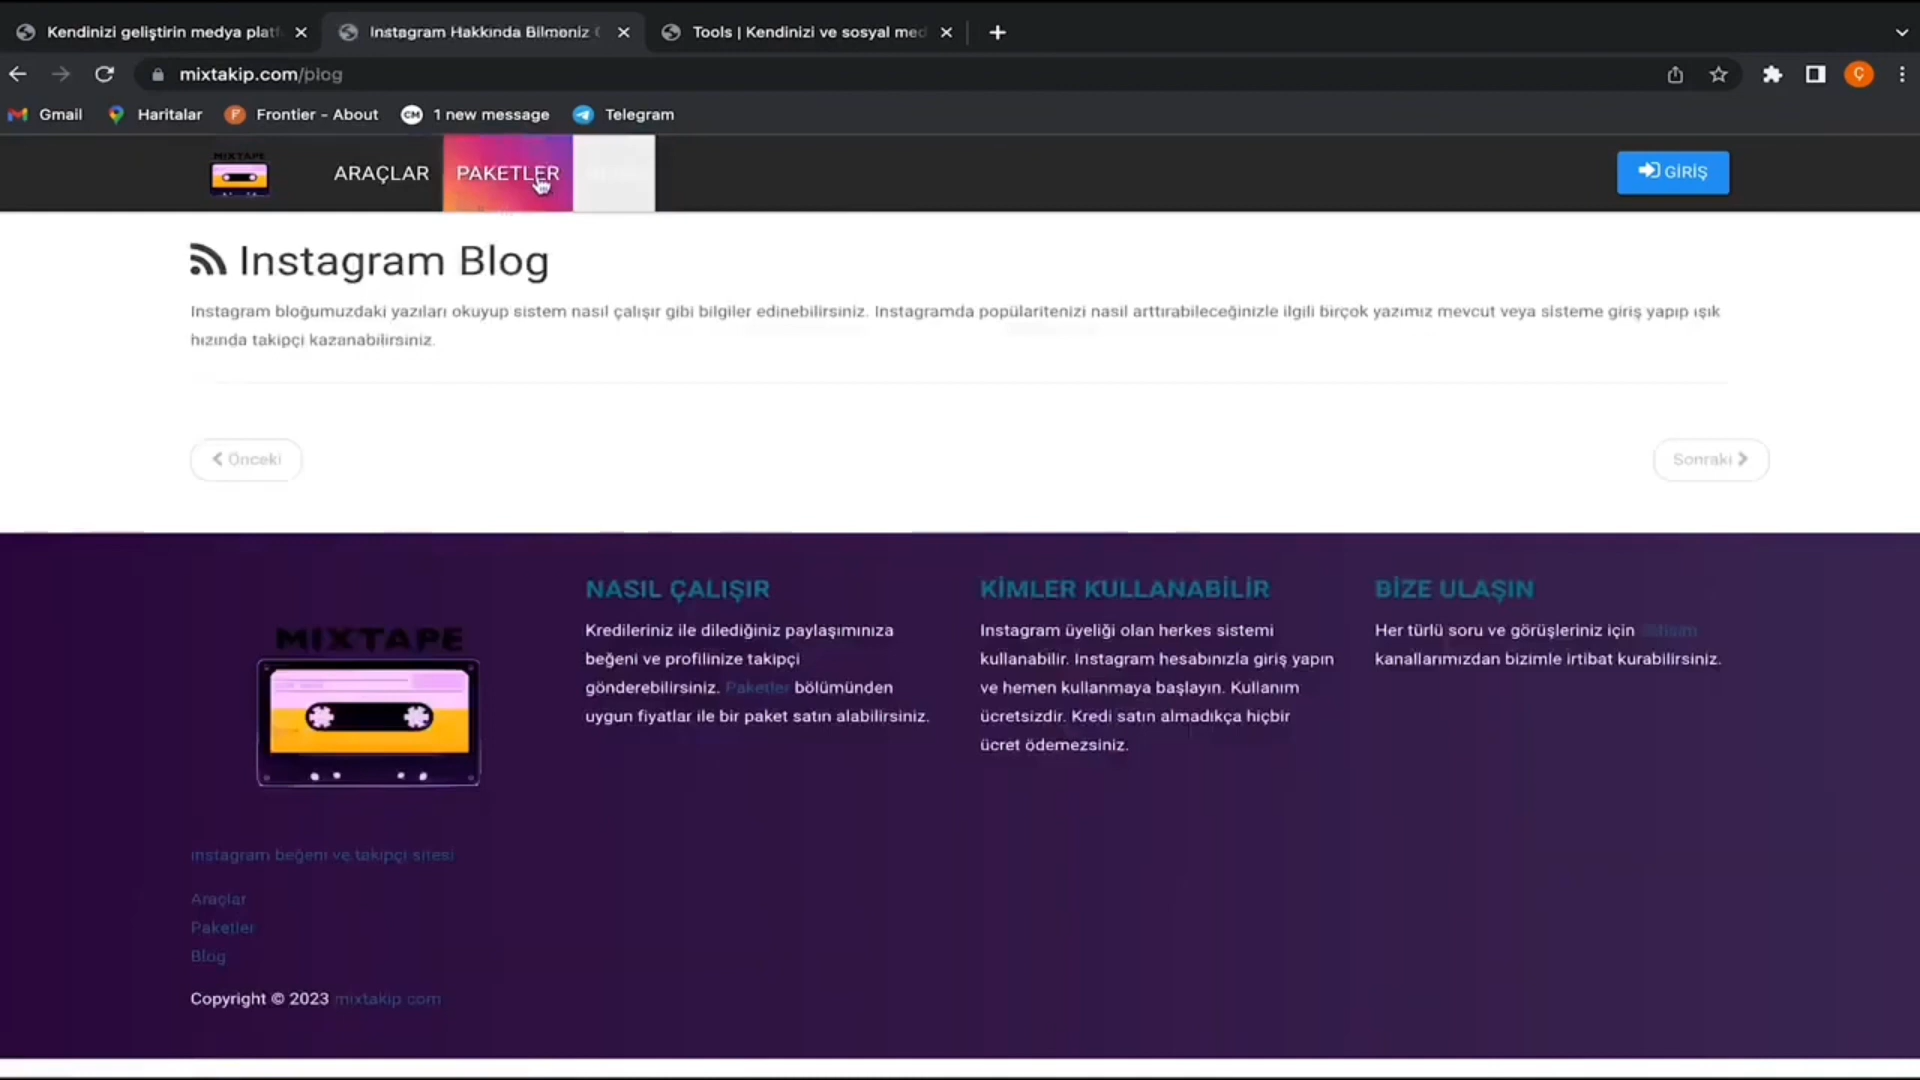 Kendinizi geliştirin medya platf
Instagram Hakkında Bilmeniz G
Tools | Kendinizi ve sosyal med
mixtakip.com/blog
Gmail
Haritalar
Frontier - About
1 new message
Telegram
MIXTAPE
ARAÇLAR
PAKETLER
GİRİŞ
Instagram Blog
Instagram bloğumuzdaki yazıları okuyup sistem nasıl çalışır gibi bilgiler edinebilirsiniz. Instagramda popülaritenizi nasıl arttırabileceğinizle ilgili birçok yazımız mevcut veya sisteme giriş yapıp ışık
hızında takipçi kazanabilirsiniz.
Önceki
Sonraki
MIXTAPE
NASIL ÇALIŞIR
Kredileriniz ile dilediğiniz paylaşımınıza
beğeni ve profilinize takipçi
gönderebilirsiniz. Paketler bölümünden
uygun fiyatlar ile bir paket satın alabilirsiniz.
KİMLER KULLANABİLİR
Instagram üyeliği olan herkes sistemi
kullanabilir. Instagram hesabınızla giriş yapın
ve hemen kullanmaya başlayın. Kullanım
ücretsizdir. Kredi satın almadıkça hiçbir
ücret ödemezsiniz.
BİZE ULAŞIN
Her türlü soru ve görüşleriniz için iletişim
kanallarımızdan bizimle irtibat kurabilirsiniz.
instagram beğeni ve takipçi sitesi
Araçlar
Paketler
Blog
Copyright © 2023 mixtakip.com